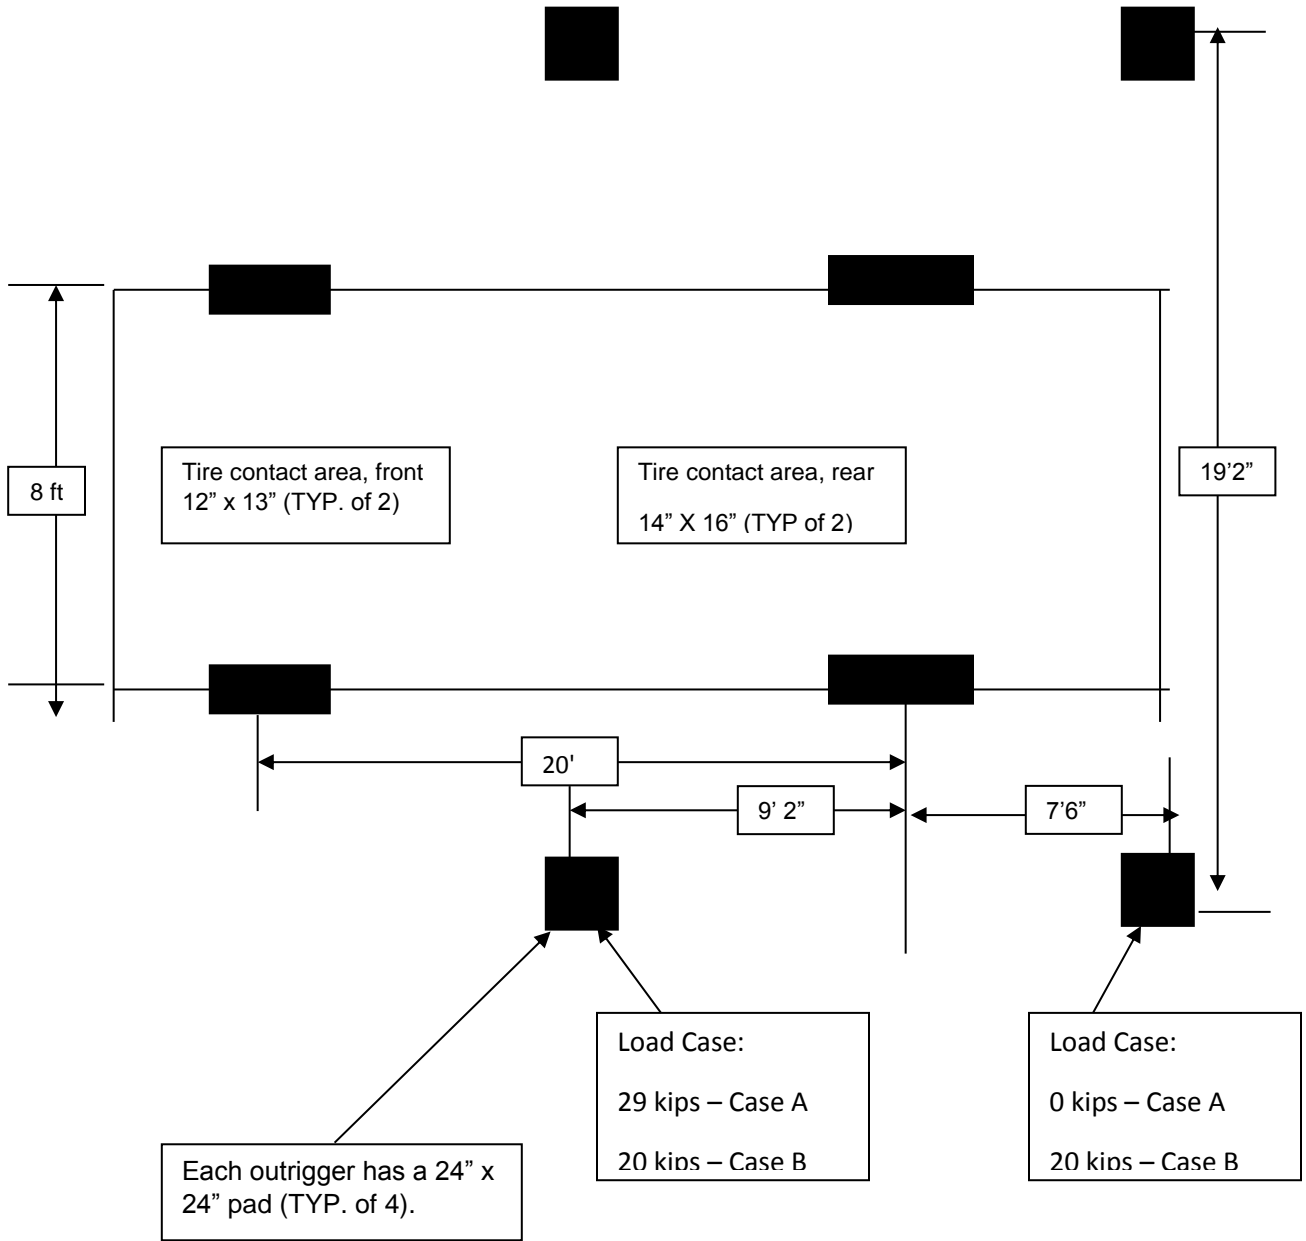 8 ft
Tire contact area, front
12” x 13” (TYP. of 2)
Tire contact area, rear
14” X 16” (TYP of 2)
19’2”
20'
9’ 2”
7’6”
Load Case:
29 kips – Case A
20 kips – Case B
Load Case:
0 kips – Case A
20 kips – Case B
Each outrigger has a 24” x
24” pad (TYP. of 4).